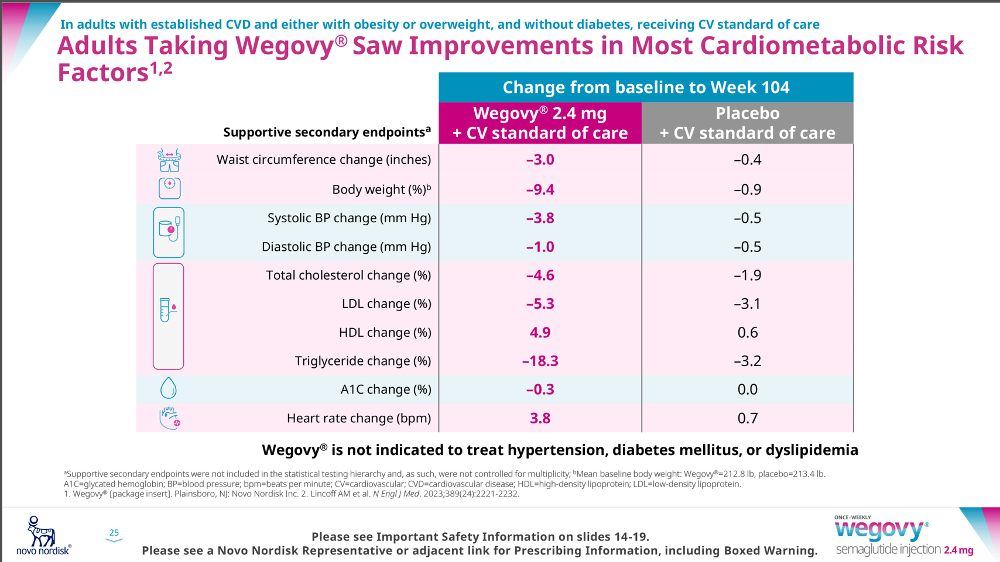 In adults with established CVD and either with obesity or overweight, and without diabetes, receiving CV standard of care
Adults Taking Wegovy® Saw Improvements in Most Cardiometabolic Risk
Factors1,2
Change from baseline to Week 104
Supportive secondary endpointsᵃ
Wegovy® 2.4 mg
+ CV standard of care
Placebo
+ CV standard of care
Waist circumference change (inches) –3.0 –0.4
Body weight (%)ᵇ –9.4 –0.9
Systolic BP change (mm Hg) –3.8 –0.5
Diastolic BP change (mm Hg) –1.0 –0.5
Total cholesterol change (%) –4.6 –1.9
LDL change (%) –5.3 –3.1
HDL change (%) 4.9 0.6
Triglyceride change (%) –18.3 –3.2
A1C change (%) –0.3 0.0
Heart rate change (bpm) 3.8 0.7
Wegovy® is not indicated to treat hypertension, diabetes mellitus, or dyslipidemia
ᵃSupportive secondary endpoints were not included in the statistical testing hierarchy and, as such, were not controlled for multiplicity; ᵇMean baseline body weight: Wegovy®=212.8 lb, placebo=213.4 lb.
A1C=glycated hemoglobin; BP=blood pressure; bpm=beats per minute; CV=cardiovascular; CVD=cardiovascular disease; HDL=high-density lipoprotein; LDL=low-density lipoprotein.
1. Wegovy® [package insert]. Plainsboro, NJ: Novo Nordisk Inc. 2. Lincoff AM et al. N Engl J Med. 2023;389(24):2221-2232.
novo nordisk®
25
Please see Important Safety Information on slides 14-19.
Please see a Novo Nordisk Representative or adjacent link for Prescribing Information, including Boxed Warning.
ONCE-WEEKLY
wegovy®
semaglutide injection 2.4 mg